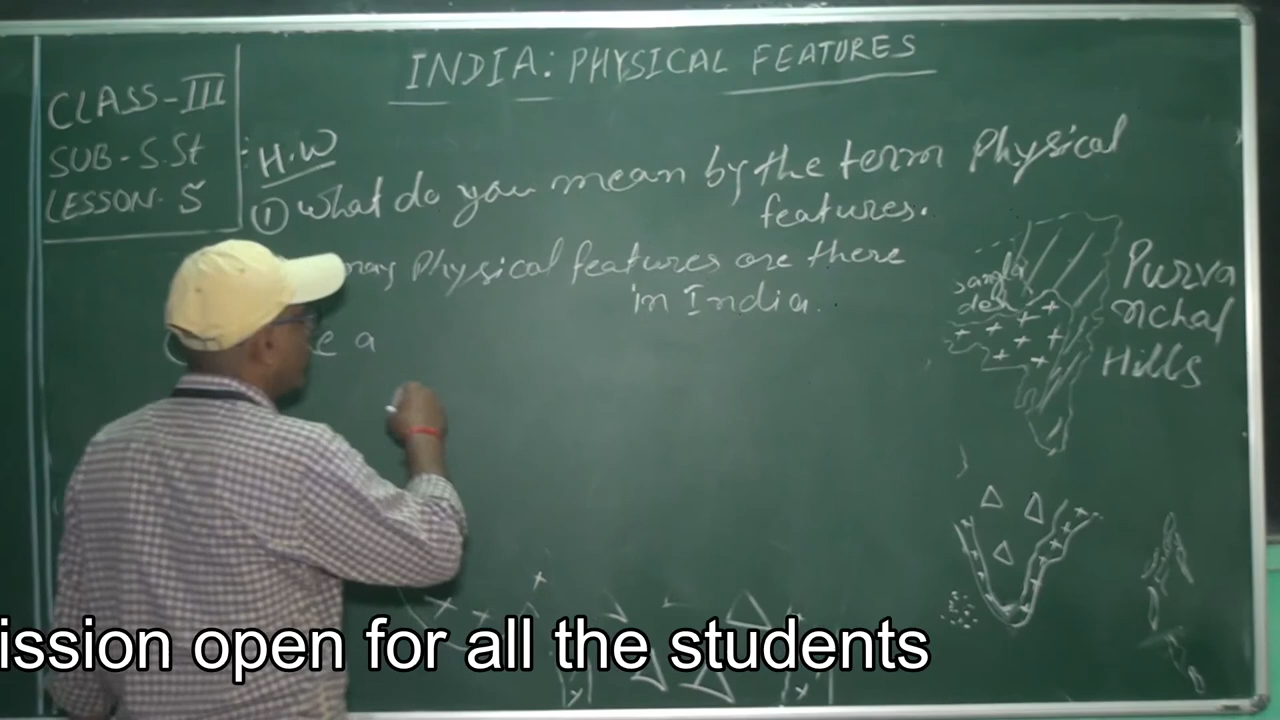 INDIA: PHYSICAL FEATURES
CLASS-III
SUB-S.St
LESSON-5
H.W
① What do you mean by the term Physical
features.
Physical features are there
in India.
e a
Purva
nchal
Hills
ission open for all the students